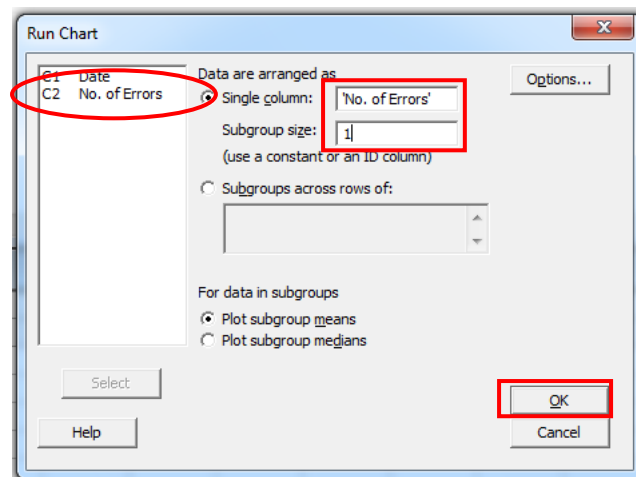 Run Chart
C1 Date
C2 No. of Errors
Data are arranged as
Single column: 'No. of Errors'
Subgroup size: 1
(use a constant or an ID column)
Subgroups across rows of:
For data in subgroups
Plot subgroup means
Plot subgroup medians
Options...
Select
Help
OK
Cancel